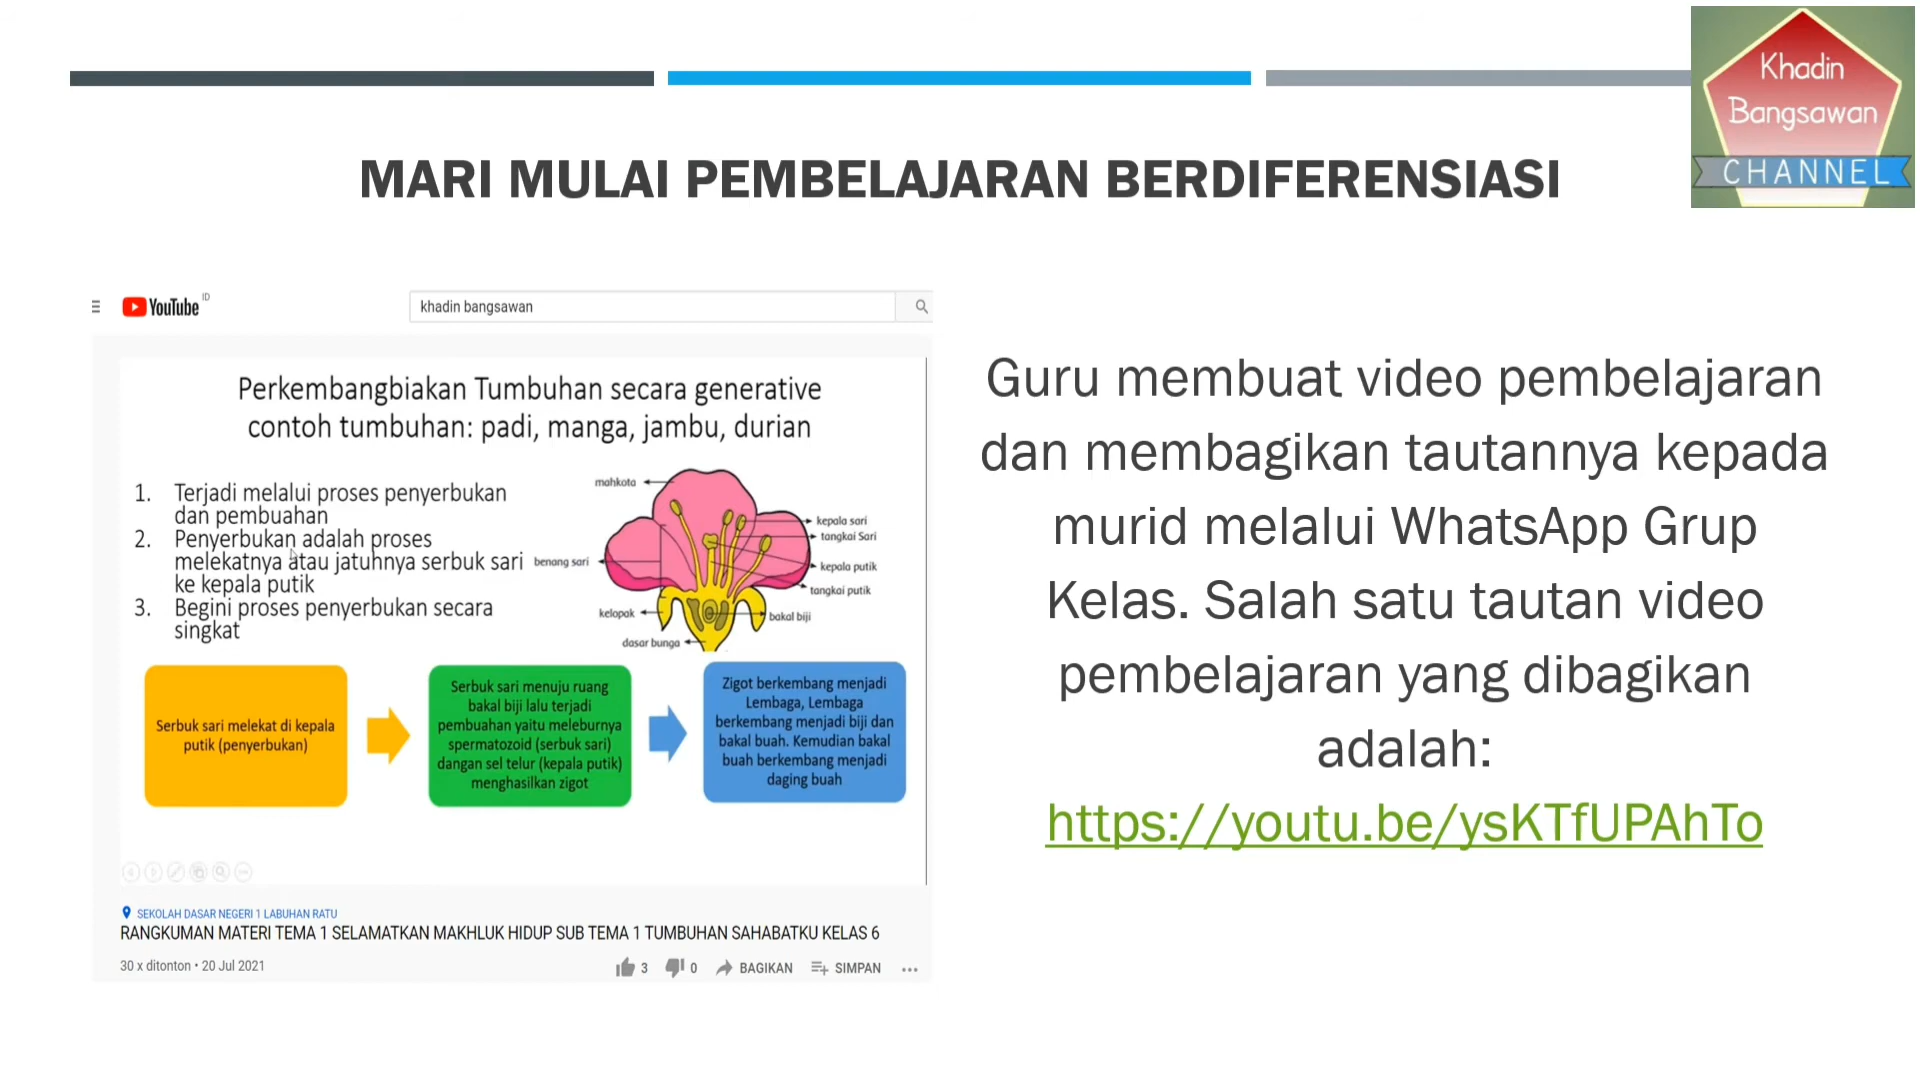 Khadin
Bangsawan
CHANNEL
MARI MULAI PEMBELAJARAN BERDIFERENSIASI
YouTube ID
khadin bangsawan
Perkembangbiakan Tumbuhan secara generative
contoh tumbuhan: padi, manga, jambu, durian
1. Terjadi melalui proses penyerbukan
dan pembuahan
2. Penyerbukan adalah proses
melekatnya atau jatuhnya serbuk sari
ke kepala putik
3. Begini proses penyerbukan secara
singkat
mahkota
kepala sari
tangkai Sari
benang sari
kepala putik
tangkai putik
kelopak
bakal biji
dasar bunga
Serbuk sari melekat di kepala
putik (penyerbukan)
Serbuk sari menuju ruang
bakal biji lalu terjadi
pembuahan yaitu meleburnya
spermatozoid (serbuk sari)
dangan sel telur (kepala putik)
menghasilkan zigot
Zigot berkembang menjadi
Lembaga, Lembaga
berkembang menjadi biji dan
bakal buah. Kemudian bakal
buah berkembang menjadi
daging buah
SEKOLAH DASAR NEGERI 1 LABUHAN RATU
RANGKUMAN MATERI TEMA 1 SELAMATKAN MAKHLUK HIDUP SUB TEMA 1 TUMBUHAN SAHABATKU KELAS 6
30 x ditonton • 20 Jul 2021
3 0 BAGIKAN SIMPAN
Guru membuat video pembelajaran
dan membagikan tautannya kepada
murid melalui WhatsApp Grup
Kelas. Salah satu tautan video
pembelajaran yang dibagikan
adalah:
https://youtu.be/ysKTfUPAhTo